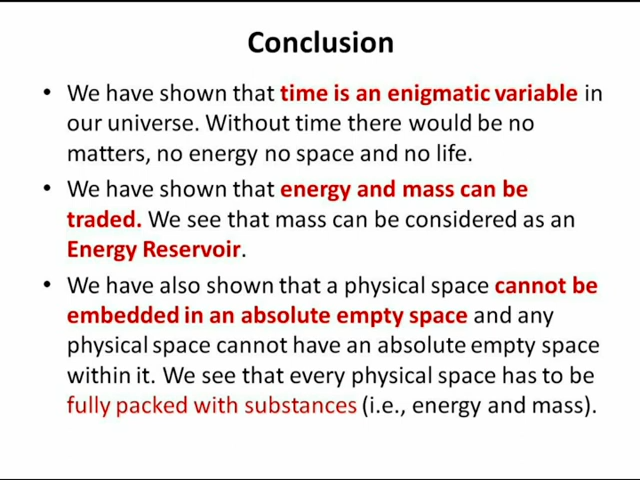 Conclusion
• We have shown that time is an enigmatic variable in
our universe. Without time there would be no
matters, no energy no space and no life.
• We have shown that energy and mass can be
traded. We see that mass can be considered as an
Energy Reservoir.
• We have also shown that a physical space cannot be
embedded in an absolute empty space and any
physical space cannot have an absolute empty space
within it. We see that every physical space has to be
fully packed with substances (i.e., energy and mass).